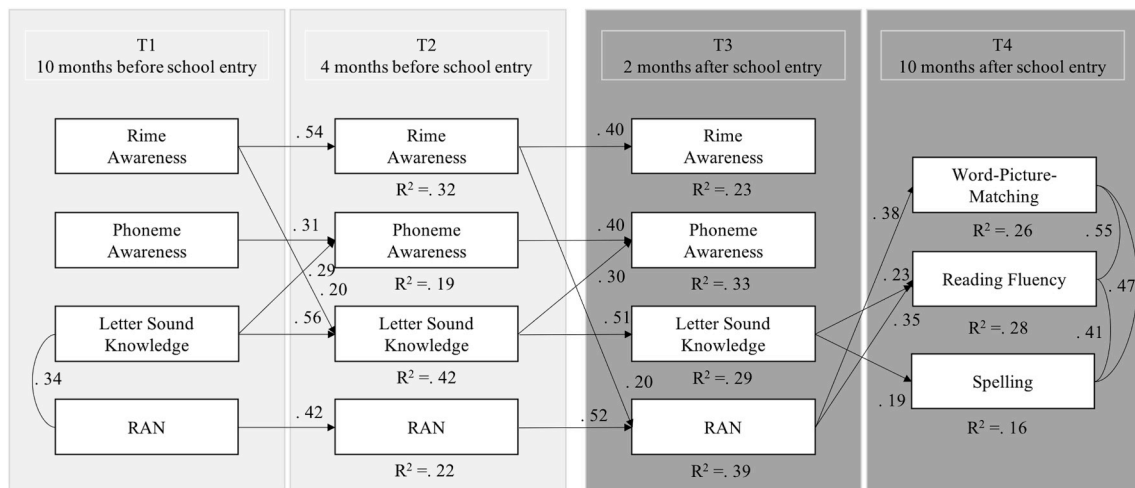 T1
10 months before school entry
T2
4 months before school entry
T3
2 months after school entry
T4
10 months after school entry
Rime
Awareness
Phoneme
Awareness
Letter Sound
Knowledge
RAN
. 34
. 54
. 31
. 29
. 20
. 56
. 42
Rime
Awareness
R² =. 32
Phoneme
Awareness
R² =. 19
Letter Sound
Knowledge
R² =. 42
RAN
R² =. 22
. 40
. 40
. 30
. 51
. 20
. 52
Rime
Awareness
R² =. 23
Phoneme
Awareness
R² =. 33
Letter Sound
Knowledge
R² =. 29
RAN
R² =. 39
. 38
. 23
. 35
. 19
Word-Picture-
Matching
R² =. 26
Reading Fluency
R² =. 28
Spelling
R² =. 16
. 55
. 47
. 41